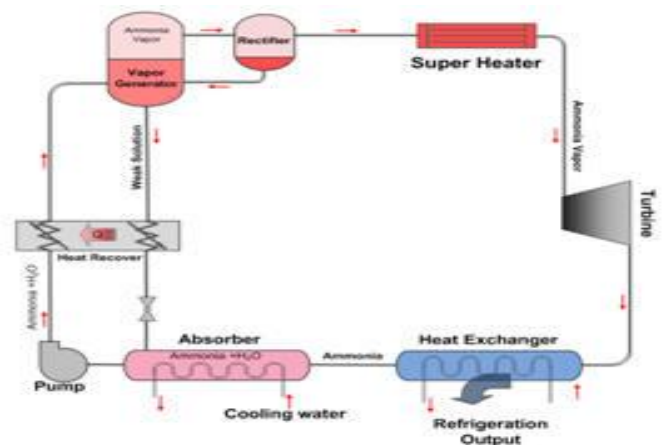 Ammonia
Vapor
Vapor
Generator
Rectifier
Super Heater
Weak Solution
Ammonia Vapor
Turbine
Q
Heat Recover
Ammonia +H₂O
Pump
Absorber
Ammonia +H₂O
Cooling water
Ammonia
Heat Exchanger
Refrigeration
Output